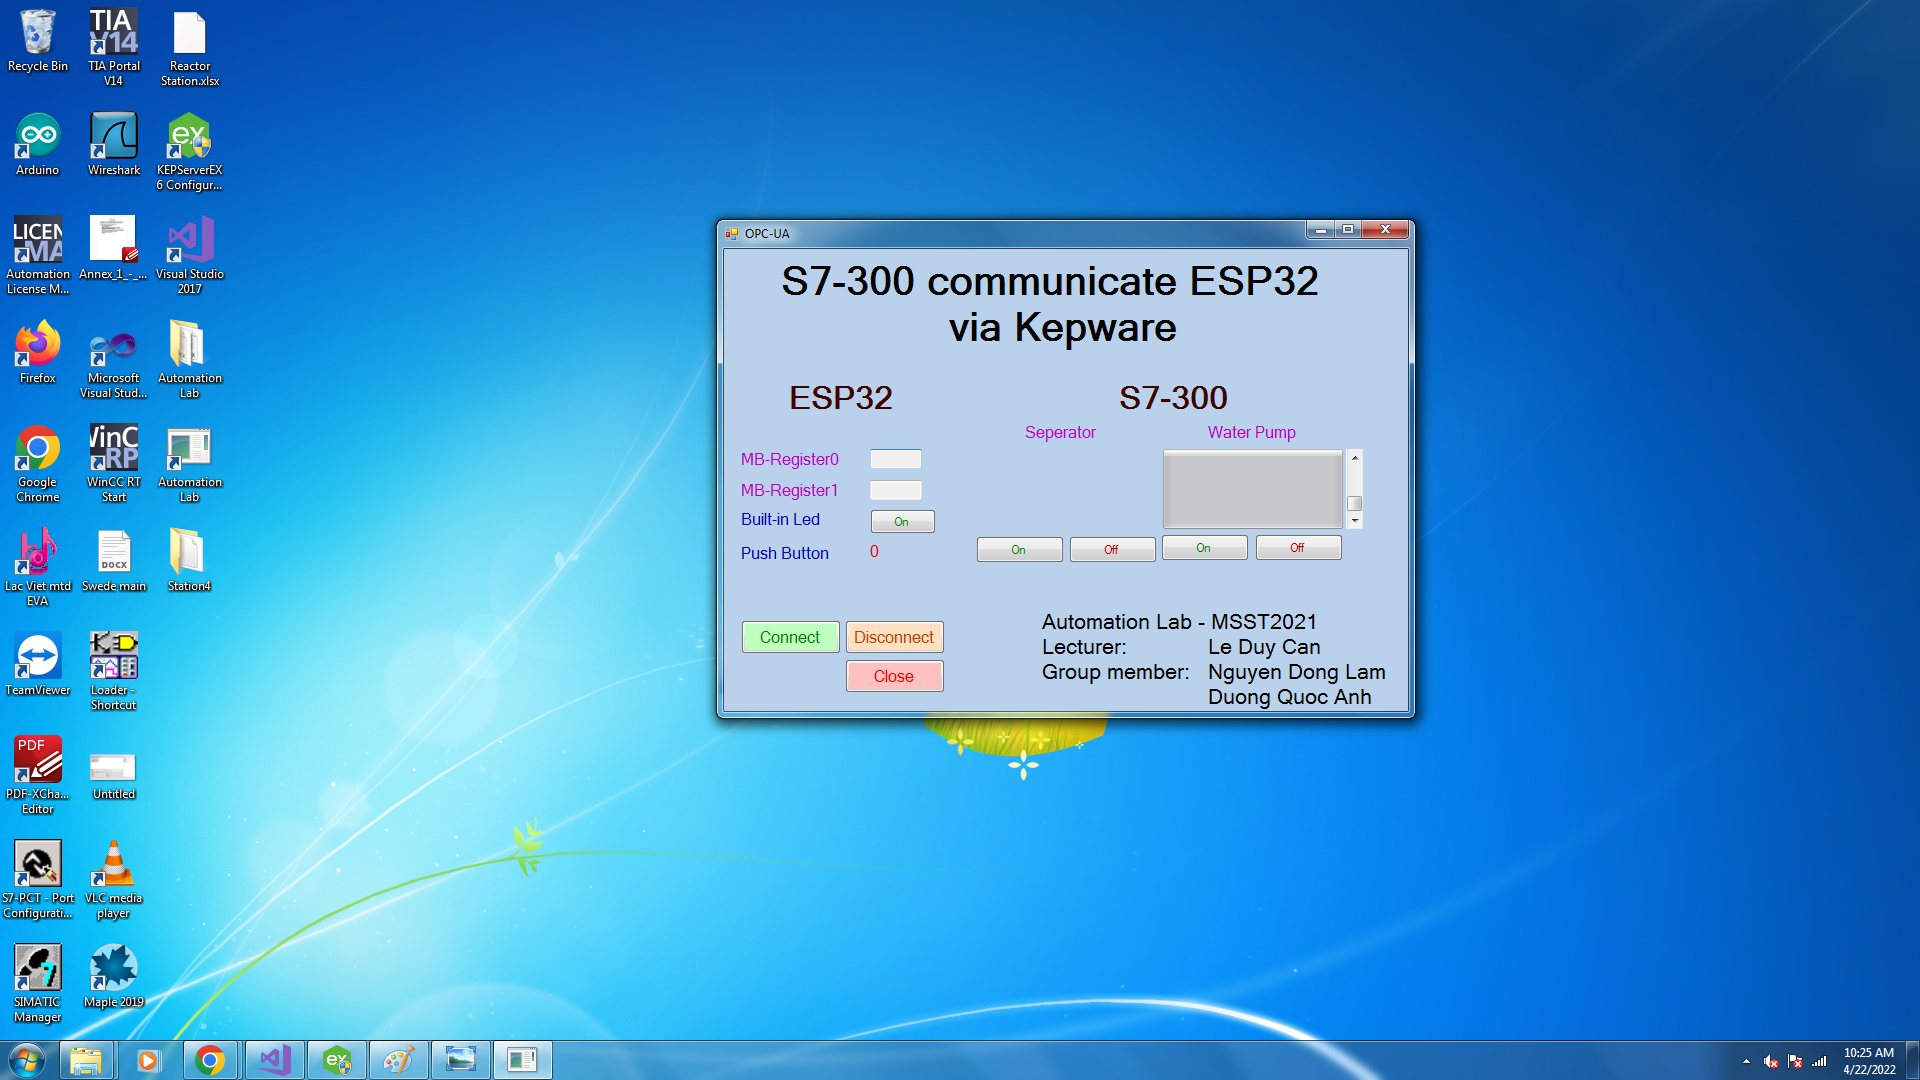 Recycle Bin
TIA Portal
V14
Reactor
Station.xlsx
Arduino
Wireshark
KEPServerEX
6 Configur...
Automation
License M...
Annex_1_-_...
Visual Studio
2017
Firefox
Microsoft
Visual Stud...
Automation
Lab
Google
Chrome
WinCC RT
Start
Automation
Lab
Lac Viet mtd
EVA
Swede main
Station4
TeamViewer
Loader -
Shortcut
PDF-XCha...
Editor
Untitled
S7-PCT - Port
Configurati...
VLC media
player
SIMATIC
Manager
Maple 2019
OPC-UA
S7-300 communicate ESP32
via Kepware
ESP32
S7-300
Seperator
Water Pump
MB-Register0
MB-Register1
Built-in Led
On
Push Button
0
On
Off
On
Off
Connect
Disconnect
Close
Automation Lab - MSST2021
Lecturer: Le Duy Can
Group member: Nguyen Dong Lam
Duong Quoc Anh
10:25 AM
4/22/2022